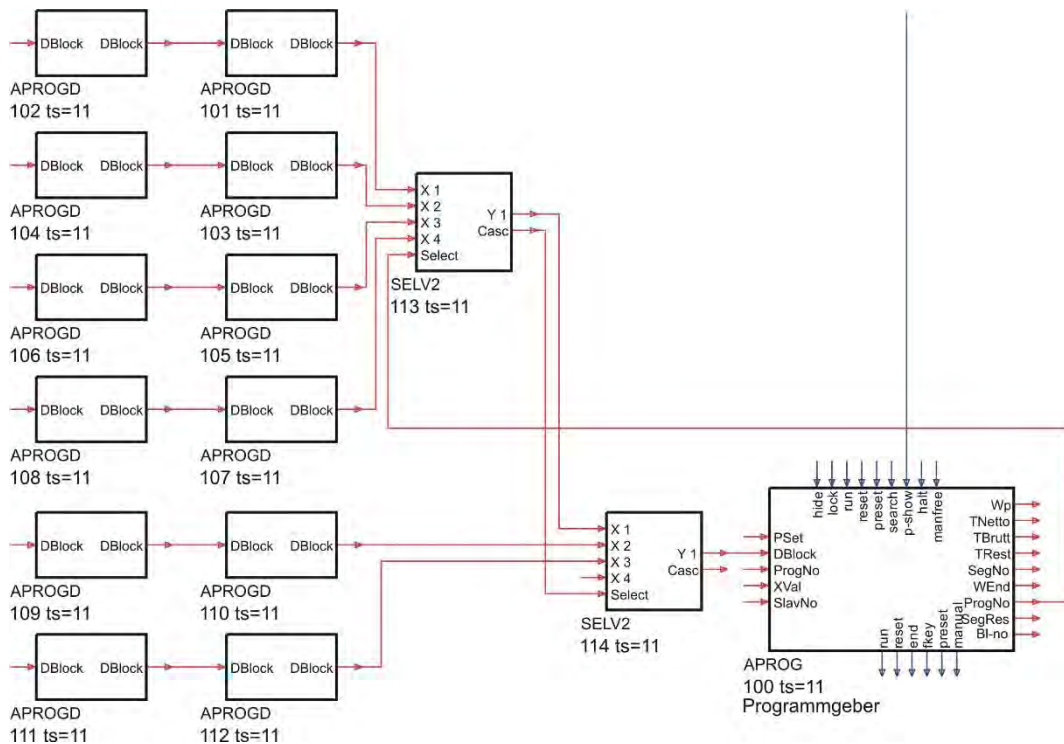 DBlock DBlock
APROGD
102 ts=11
DBlock DBlock
APROGD
101 ts=11
DBlock DBlock
APROGD
104 ts=11
DBlock DBlock
APROGD
103 ts=11
X 1
X 2
X 3
X 4
Select
Y 1
Casc
SELV2
113 ts=11
DBlock DBlock
APROGD
106 ts=11
DBlock DBlock
APROGD
105 ts=11
DBlock DBlock
APROGD
108 ts=11
DBlock DBlock
APROGD
107 ts=11
DBlock DBlock
APROGD
109 ts=11
DBlock DBlock
APROGD
110 ts=11
X 1
X 2
X 3
X 4
Select
Y 1
Casc
SELV2
114 ts=11
hide
lock
run
reset
preset
search
p-show
halt
manfree
PSet
DBlock
ProgNo
XVal
SlavNo
Wp
TNetto
TBrutt
TRest
SegNo
WEnd
ProgNo
SegRes
Bl-no
run
reset
end
fkey
preset
manual
APROG
100 ts=11
Programmgeber
DBlock DBlock
APROGD
111 ts=11
DBlock DBlock
APROGD
112 ts=11